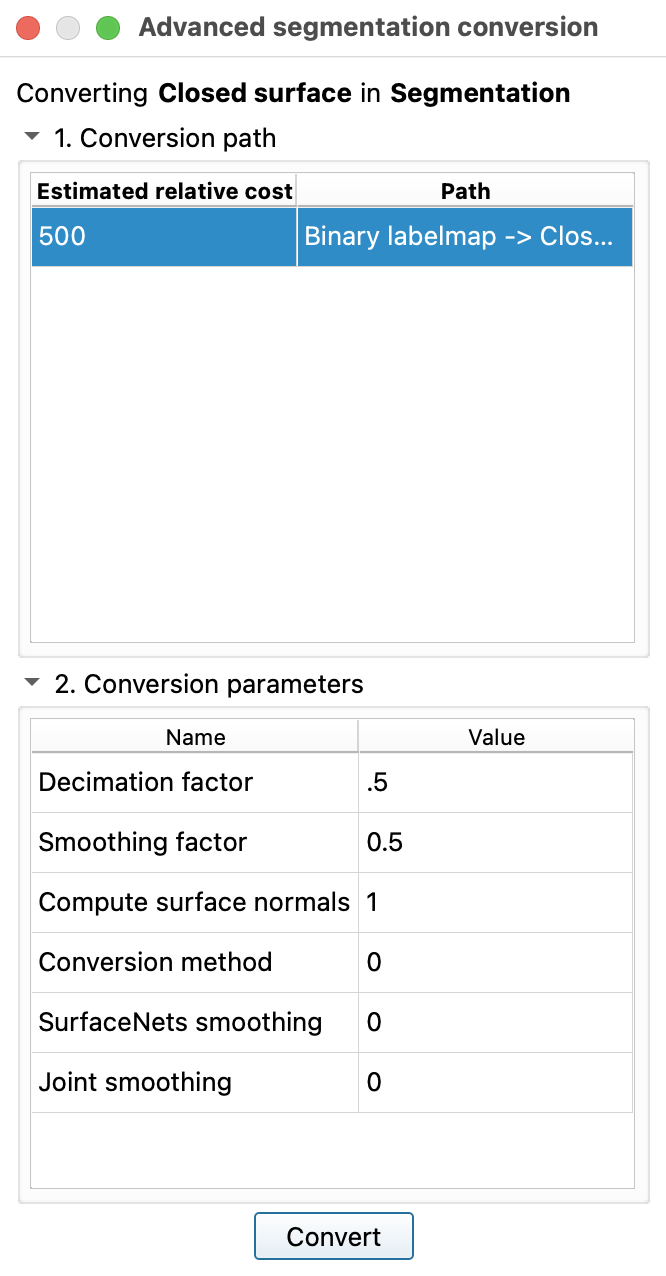 Advanced segmentation conversion
Converting Closed surface in Segmentation
1. Conversion path
Estimated relative cost Path
500 Binary labelmap -> Clos...
2. Conversion parameters
Name Value
Decimation factor .5
Smoothing factor 0.5
Compute surface normals 1
Conversion method 0
SurfaceNets smoothing 0
Joint smoothing 0
Convert